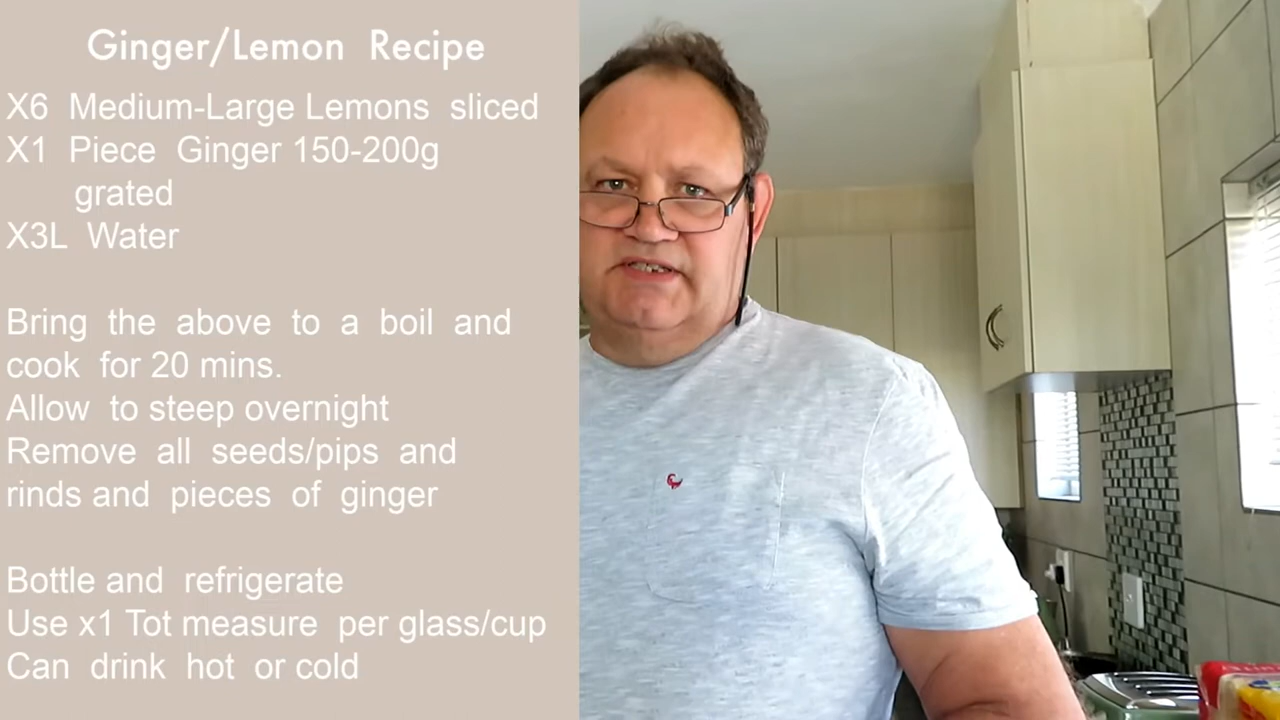 Ginger/Lemon Recipe
X6 Medium-Large Lemons sliced
X1 Piece Ginger 150-200g
grated
X3L Water
Bring the above to a boil and
cook for 20 mins.
Allow to steep overnight
Remove all seeds/pips and
rinds and pieces of ginger
Bottle and refrigerate
Use x1 Tot measure per glass/cup
Can drink hot or cold